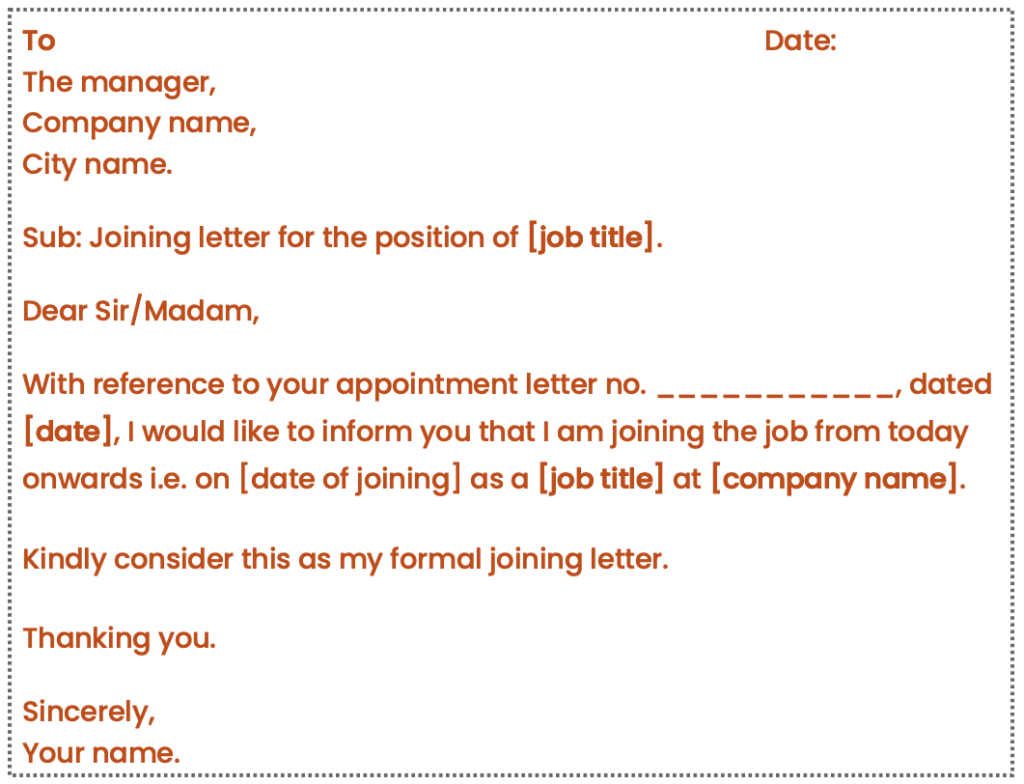 To Date:
The manager,
Company name,
City name.
Sub: Joining letter for the position of [job title].
Dear Sir/Madam,
With reference to your appointment letter no. ___________, dated
[date], I would like to inform you that I am joining the job from today
onwards i.e. on [date of joining] as a [job title] at [company name].
Kindly consider this as my formal joining letter.
Thanking you.
Sincerely,
Your name.